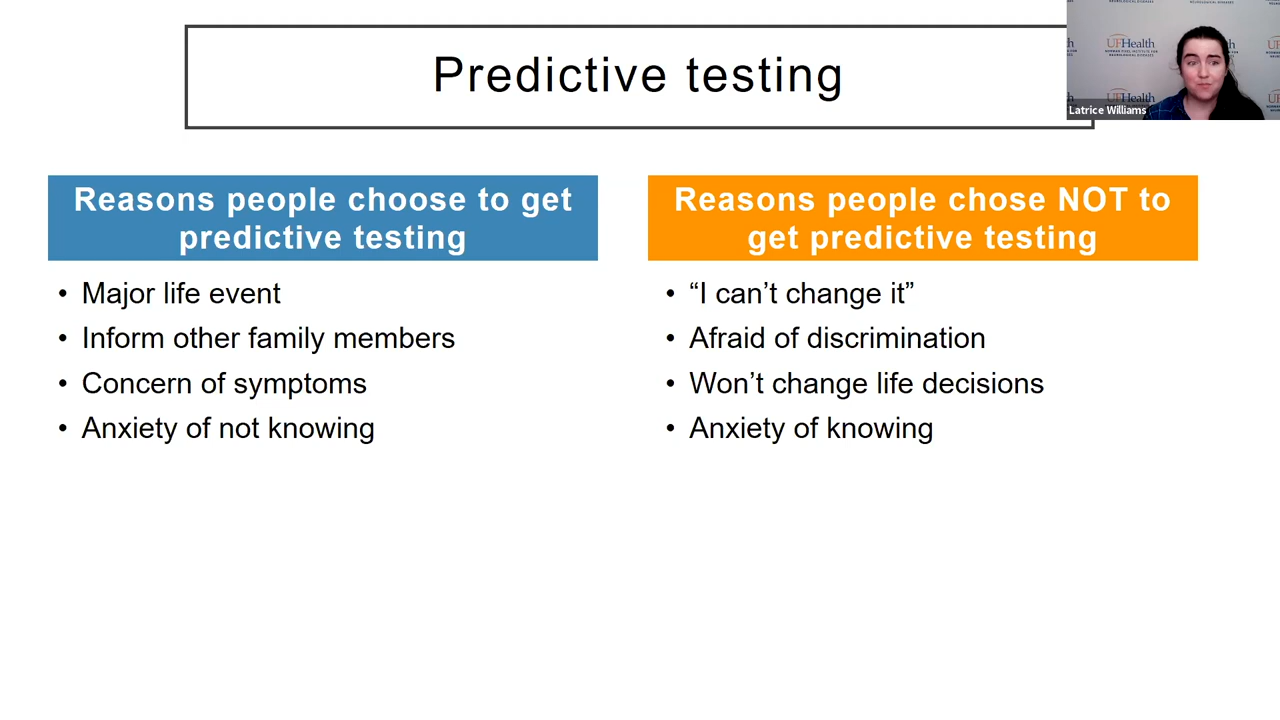 Predictive testing
UFHealth
UFHealth
Latrice Williams
Reasons people choose to get
predictive testing
• Major life event
• Inform other family members
• Concern of symptoms
• Anxiety of not knowing
Reasons people chose NOT to
get predictive testing
• “I can’t change it”
• Afraid of discrimination
• Won’t change life decisions
• Anxiety of knowing